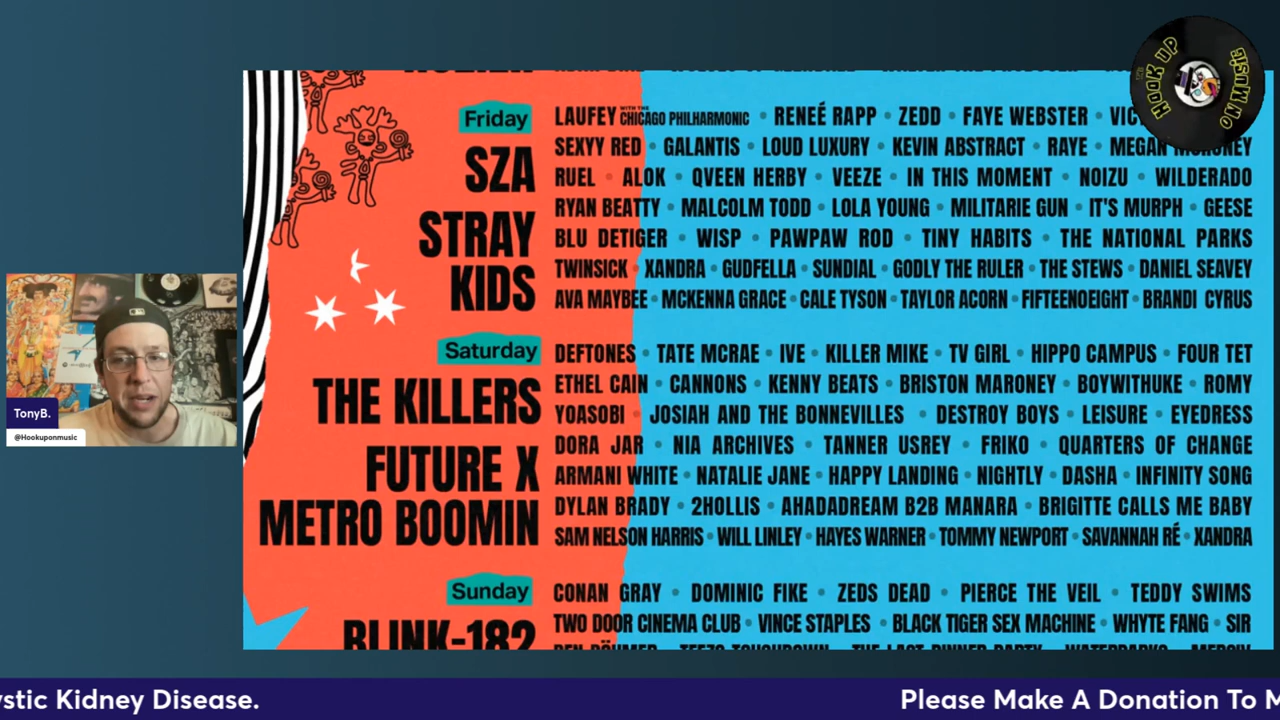 Friday
SZA
STRAY
KIDS
LAUFEY WITH THE CHICAGO PHILHARMONIC • RENEÉ RAPP • ZEDD • FAYE WEBSTER • VIC
SEXYY RED • GALANTIS • LOUD LUXURY • KEVIN ABSTRACT • RAYE • MEGAN
RUEL • ALOK • QVEEN HERBY • VEEZE • IN THIS MOMENT • NOIZU • WILDERADO
RYAN BEATTY • MALCOLM TODD • LOLA YOUNG • MILITARIE GUN • IT'S MURPH • GEESE
BLU DETIGER • WISP • PAWPAW ROD • TINY HABITS • THE NATIONAL PARKS
TWINSICK • XANDRA • GUDFELLA • SUNDIAL • GODLY THE RULER • THE STEWS • DANIEL SEAVEY
AVA MAYBEE • MCKENNA GRACE • CALE TYSON • TAYLOR ACORN • FIFTEENOEIGHT • BRANDI CYRUS
Saturday
THE KILLERS
FUTURE X
METRO BOOMIN
DEFTONES • TATE MCRAE • IVE • KILLER MIKE • TV GIRL • HIPPO CAMPUS • FOUR TET
ETHEL CAIN • CANNONS • KENNY BEATS • BRISTON MARONEY • BOYWITHUKE • ROMY
YOASOBI • JOSIAH AND THE BONNEVILLES • DESTROY BOYS • LEISURE • EYEDRESS
DORA JAR • NIA ARCHIVES • TANNER USREY • FRIKO • QUARTERS OF CHANGE
ARMANI WHITE • NATALIE JANE • HAPPY LANDING • NIGHTLY • DASHA • INFINITY SONG
DYLAN BRADY • 2HOLLIS • AHADADREAM B2B MANARA • BRIGITTE CALLS ME BABY
SAM NELSON HARRIS • WILL LINLEY • HAYES WARNER • TOMMY NEWPORT • SAVANNAH RÉ • XANDRA
Sunday
BLINK-182
CONAN GRAY • DOMINIC FIKE • ZEDS DEAD • PIERCE THE VEIL • TEDDY SWIMS
TWO DOOR CINEMA CLUB • VINCE STAPLES • BLACK TIGER SEX MACHINE • WHYTE FANG • SIR
HOOK UP
ON MUSIC
TonyB.
@Hookuponmusic
ystic Kidney Disease.
Please Make A Donation To M